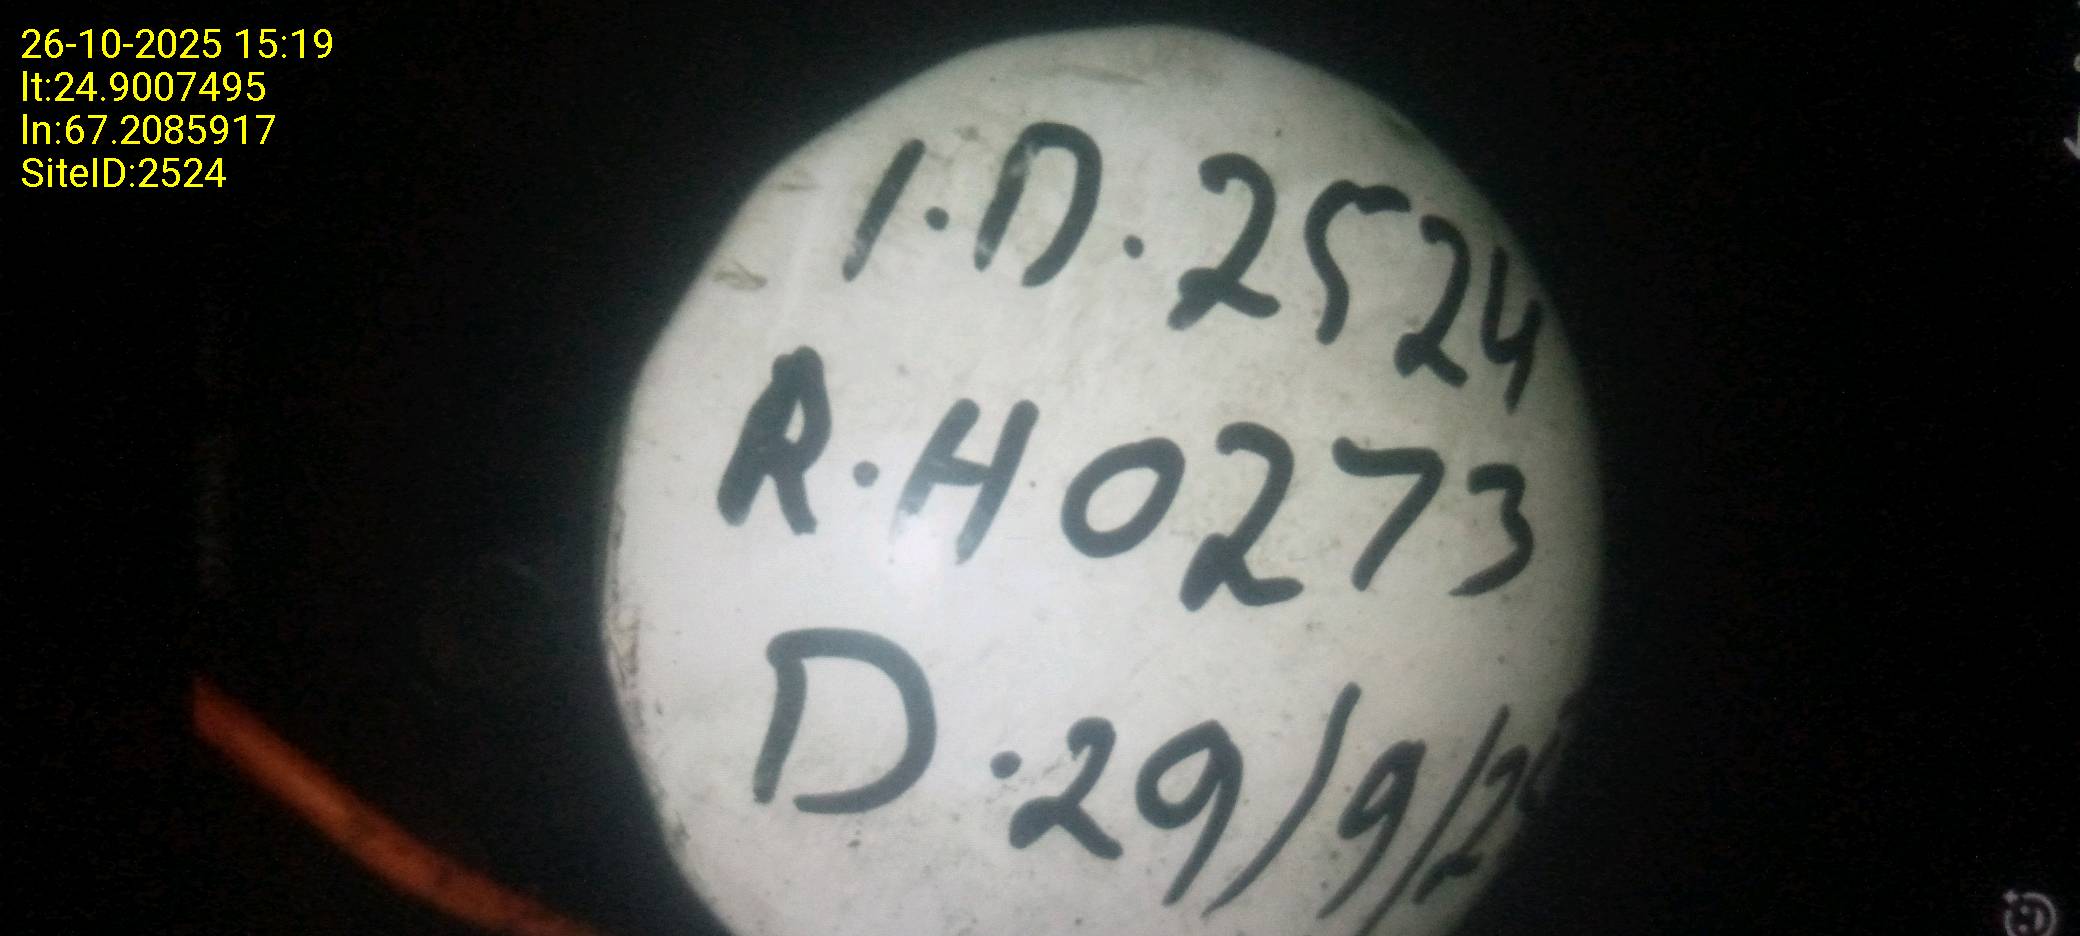 26-10-2025 15:19
lt:24.9007495
ln:67.2085917
SiteID:2524
I.D.2524
R.H0273
D.29/9/2